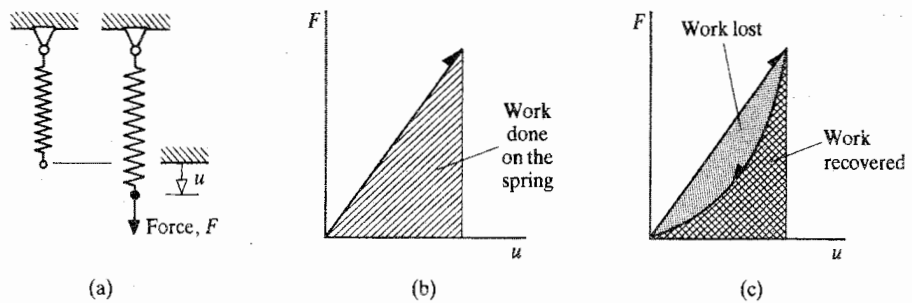 u
Force, F
(a)
F
Work
done
on the
spring
u
(b)
F
Work lost
Work
recovered
u
(c)